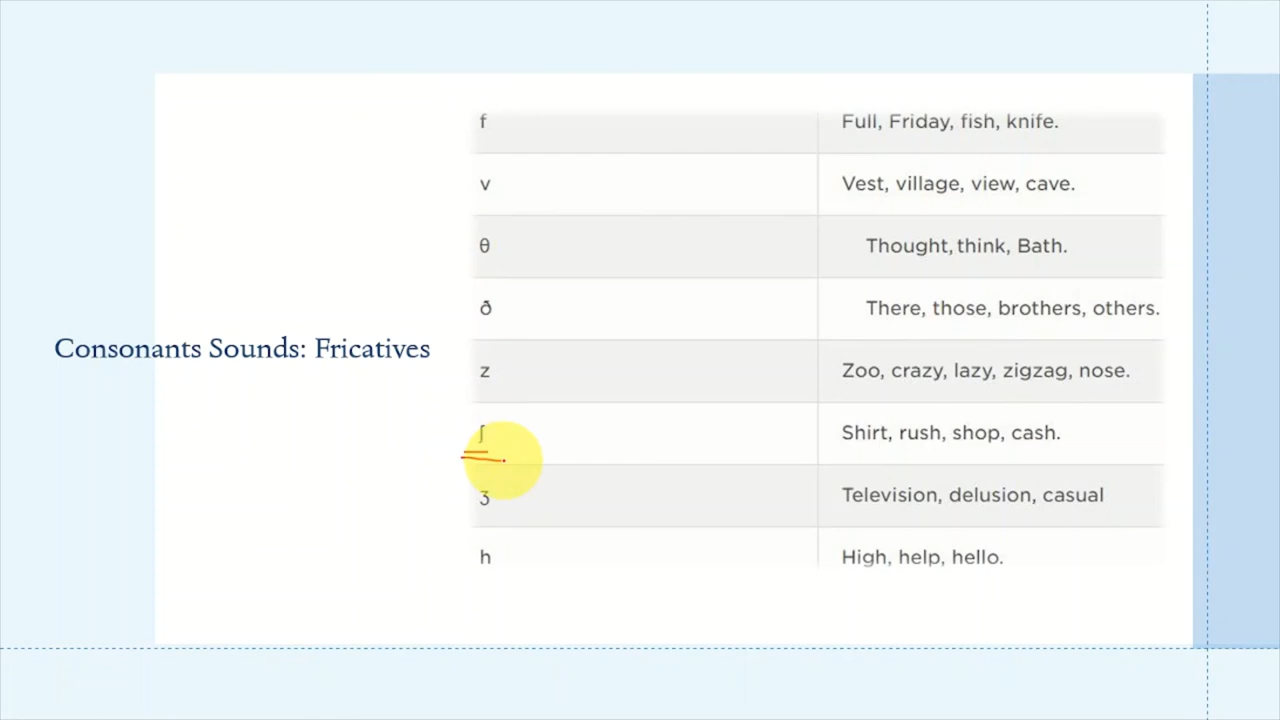 Consonants Sounds: Fricatives
f Full, Friday, fish, knife.
v Vest, village, view, cave.
θ Thought, think, Bath.
ð There, those, brothers, others.
z Zoo, crazy, lazy, zigzag, nose.
ʃ Shirt, rush, shop, cash.
ʒ Television, delusion, casual
h High, help, hello.